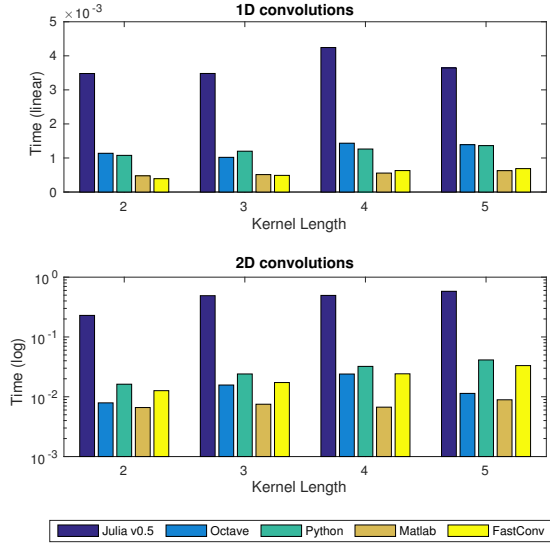 1D convolutions
×10⁻³
5
4
3
2
1
0
Time (linear)
2 3 4 5
Kernel Length
2D convolutions
10⁰
10⁻¹
10⁻²
10⁻³
Time (log)
2 3 4 5
Kernel Length
Julia v0.5 Octave Python Matlab FastConv